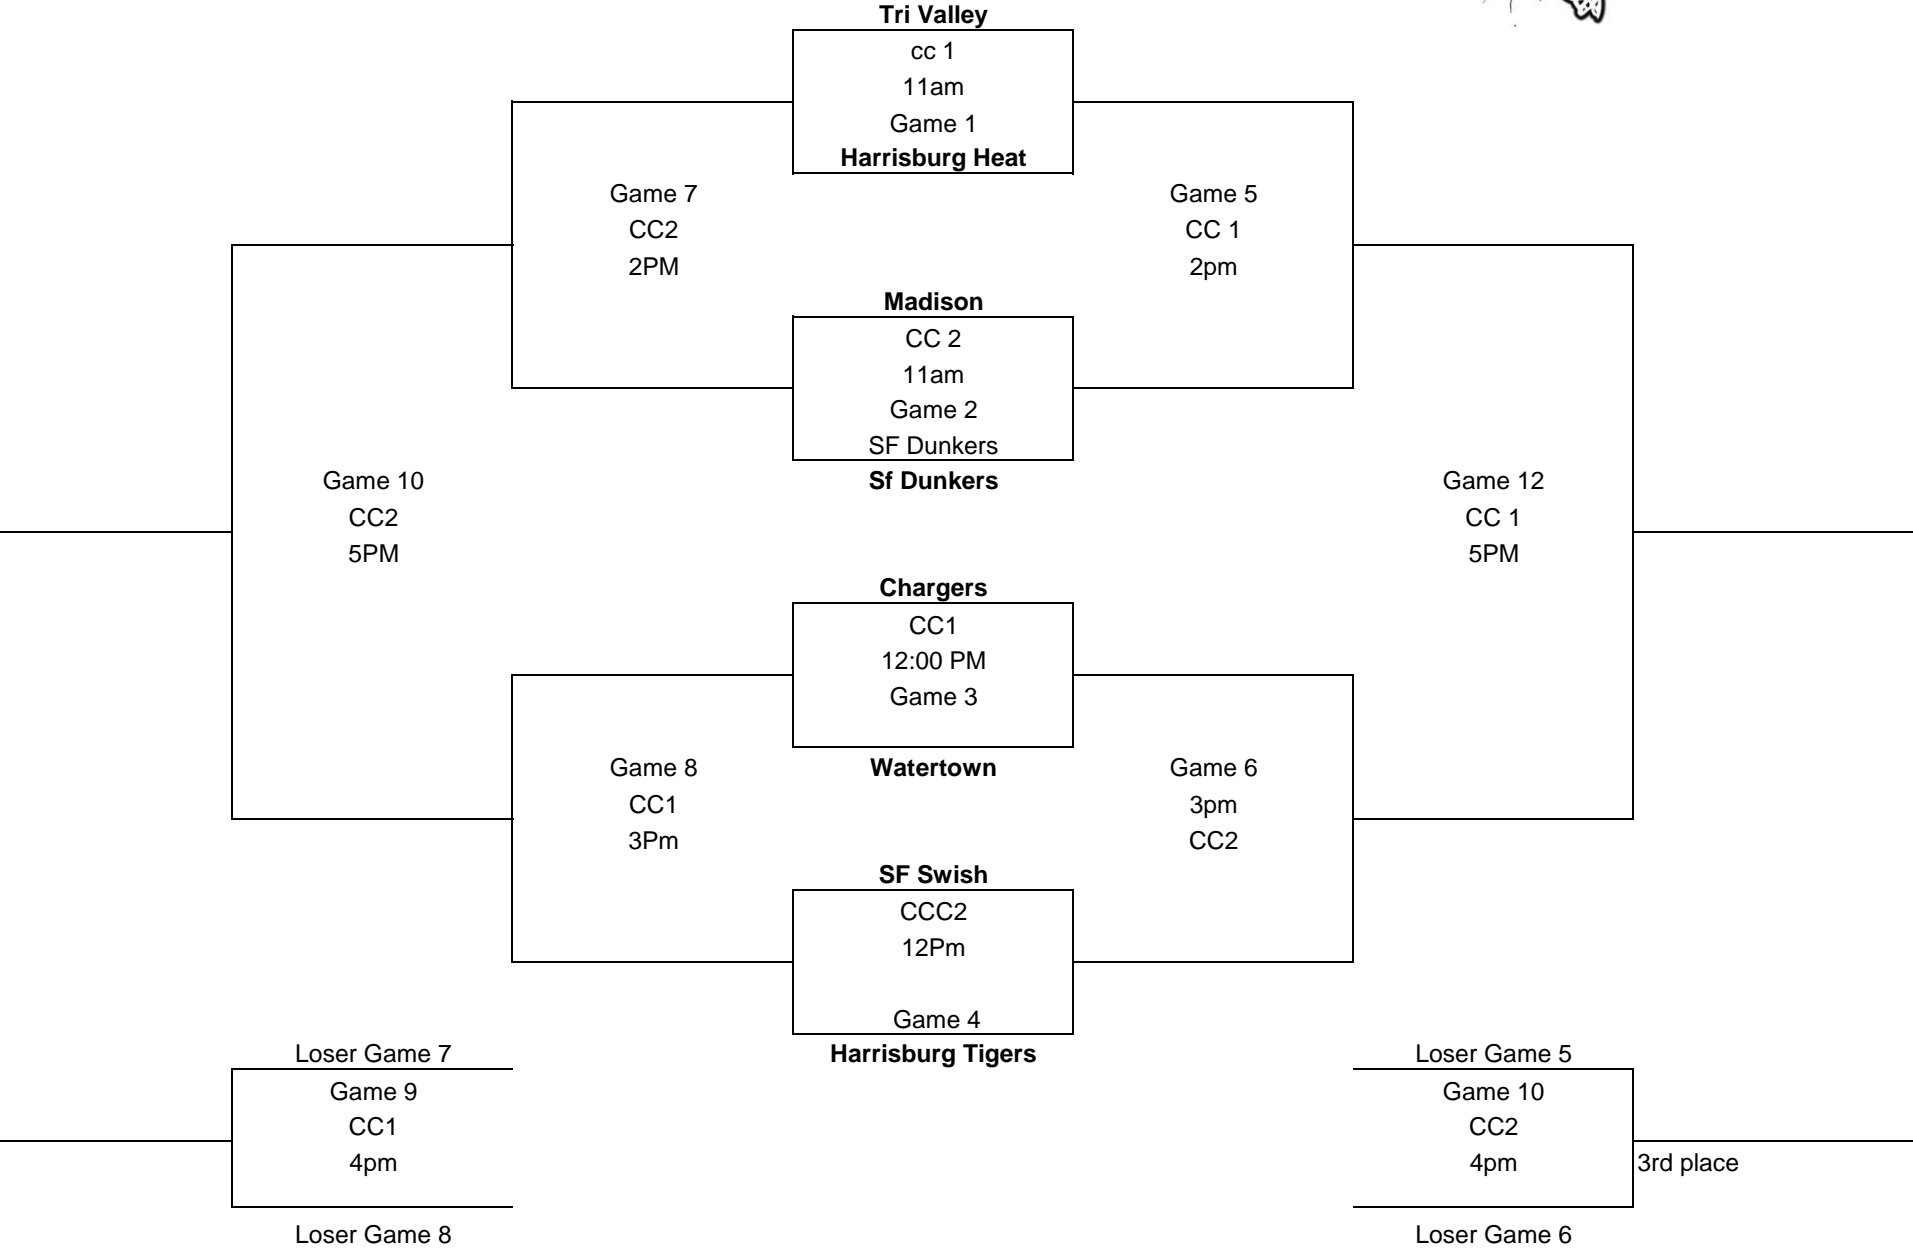 Tri Valley
cc 1
11am
Game 1
Harrisburg Heat
Game 7
CC2
2PM
Game 5
CC 1
2pm
Madison
CC 2
11am
Game 2
SF Dunkers
Sf Dunkers
Game 10
CC2
5PM
Game 12
CC 1
5PM
Chargers
CC1
12:00 PM
Game 3
Watertown
Game 8
CC1
3Pm
Game 6
3pm
CC2
SF Swish
CCC2
12Pm
Game 4
Harrisburg Tigers
Loser Game 7
Game 9
CC1
4pm
Loser Game 8
Loser Game 5
Game 10
CC2
4pm
3rd place
Loser Game 6